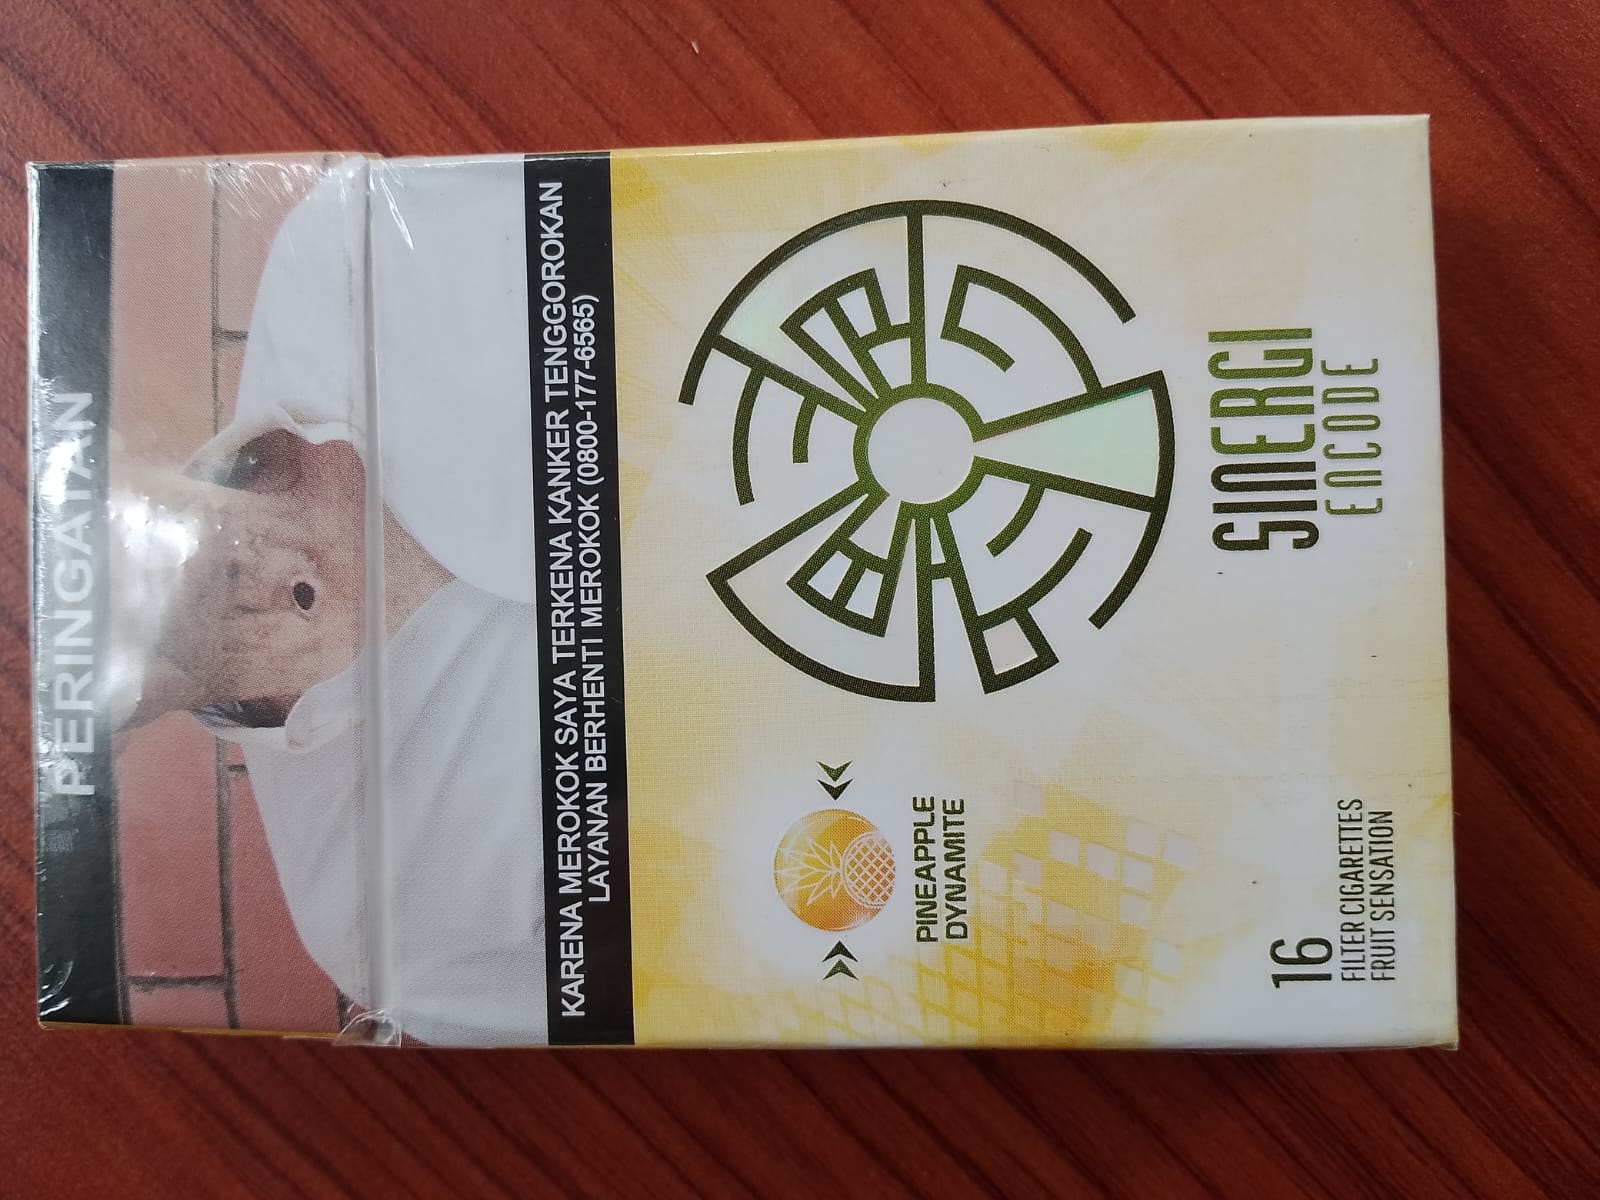 PERINGATAN
KARENA MEROKOK SAYA TERKENA KANKER TENGGOROKAN
LAYANAN BERHENTI MEROKOK (0800-177-6565)
PINEAPPLE
DYNAMITE
SINERGI
ENCODE
16
FILTER CIGARETTES
FRUIT SENSATION